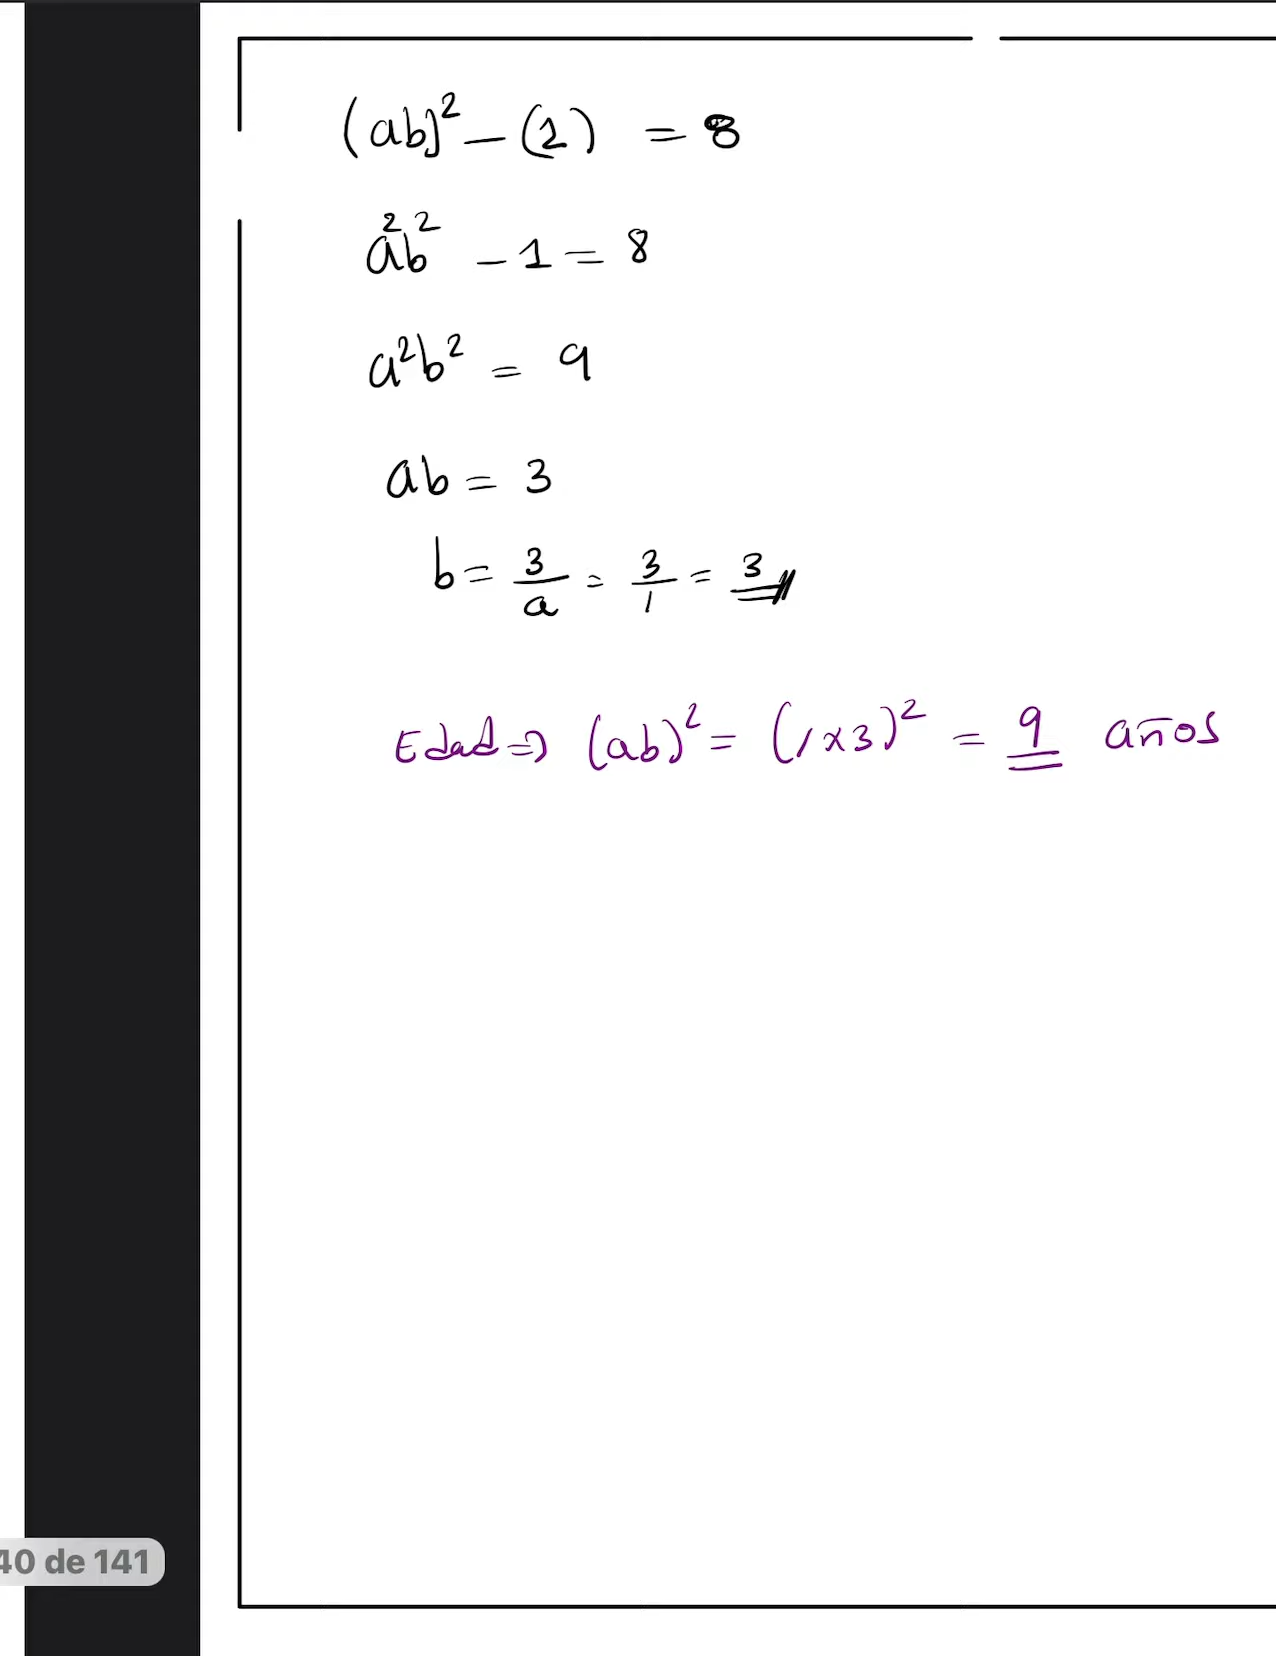 (ab)² - (1) = 8
a²b² - 1 = 8
a²b² = 9
ab = 3
b = 3/a = 3/1 = 3
Edad ⇒ (ab)² = (1x3)² = 9 años
40 de 141